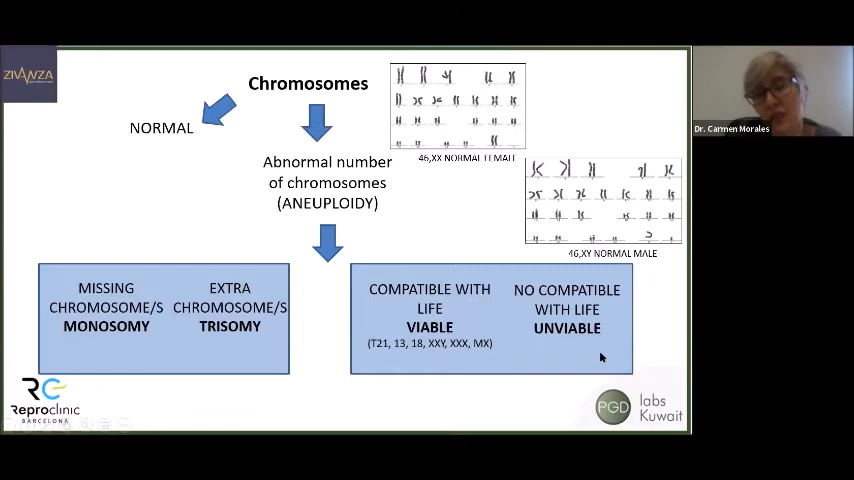 ZIVANZA
Chromosomes
NORMAL
Abnormal number
of chromosomes
(ANEUPLOIDY)
46,XX NORMAL FEMALE
46,XY NORMAL MALE
Dr. Carmen Morales
MISSING
CHROMOSOME/S
MONOSOMY
EXTRA
CHROMOSOME/S
TRISOMY
COMPATIBLE WITH
LIFE
VIABLE
(T21, 13, 18, XXY, XXX, MX)
NO COMPATIBLE
WITH LIFE
UNVIABLE
RC
Reproclinic
BARCELONA
PGD
labs
Kuwait